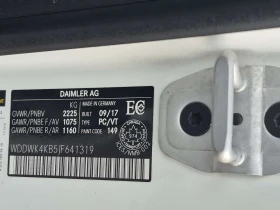 DAIMLER AG
KG
MADE IN GERMANY
GVWR/PNBV 2225 BUILT 09/17
GAWR/PNBE F/AV 1075 TYPE PC/VT
GAWR/PNBE R/AR 1160 PAINT CODE 149
WDDWK4KB5JF641319
EC
974